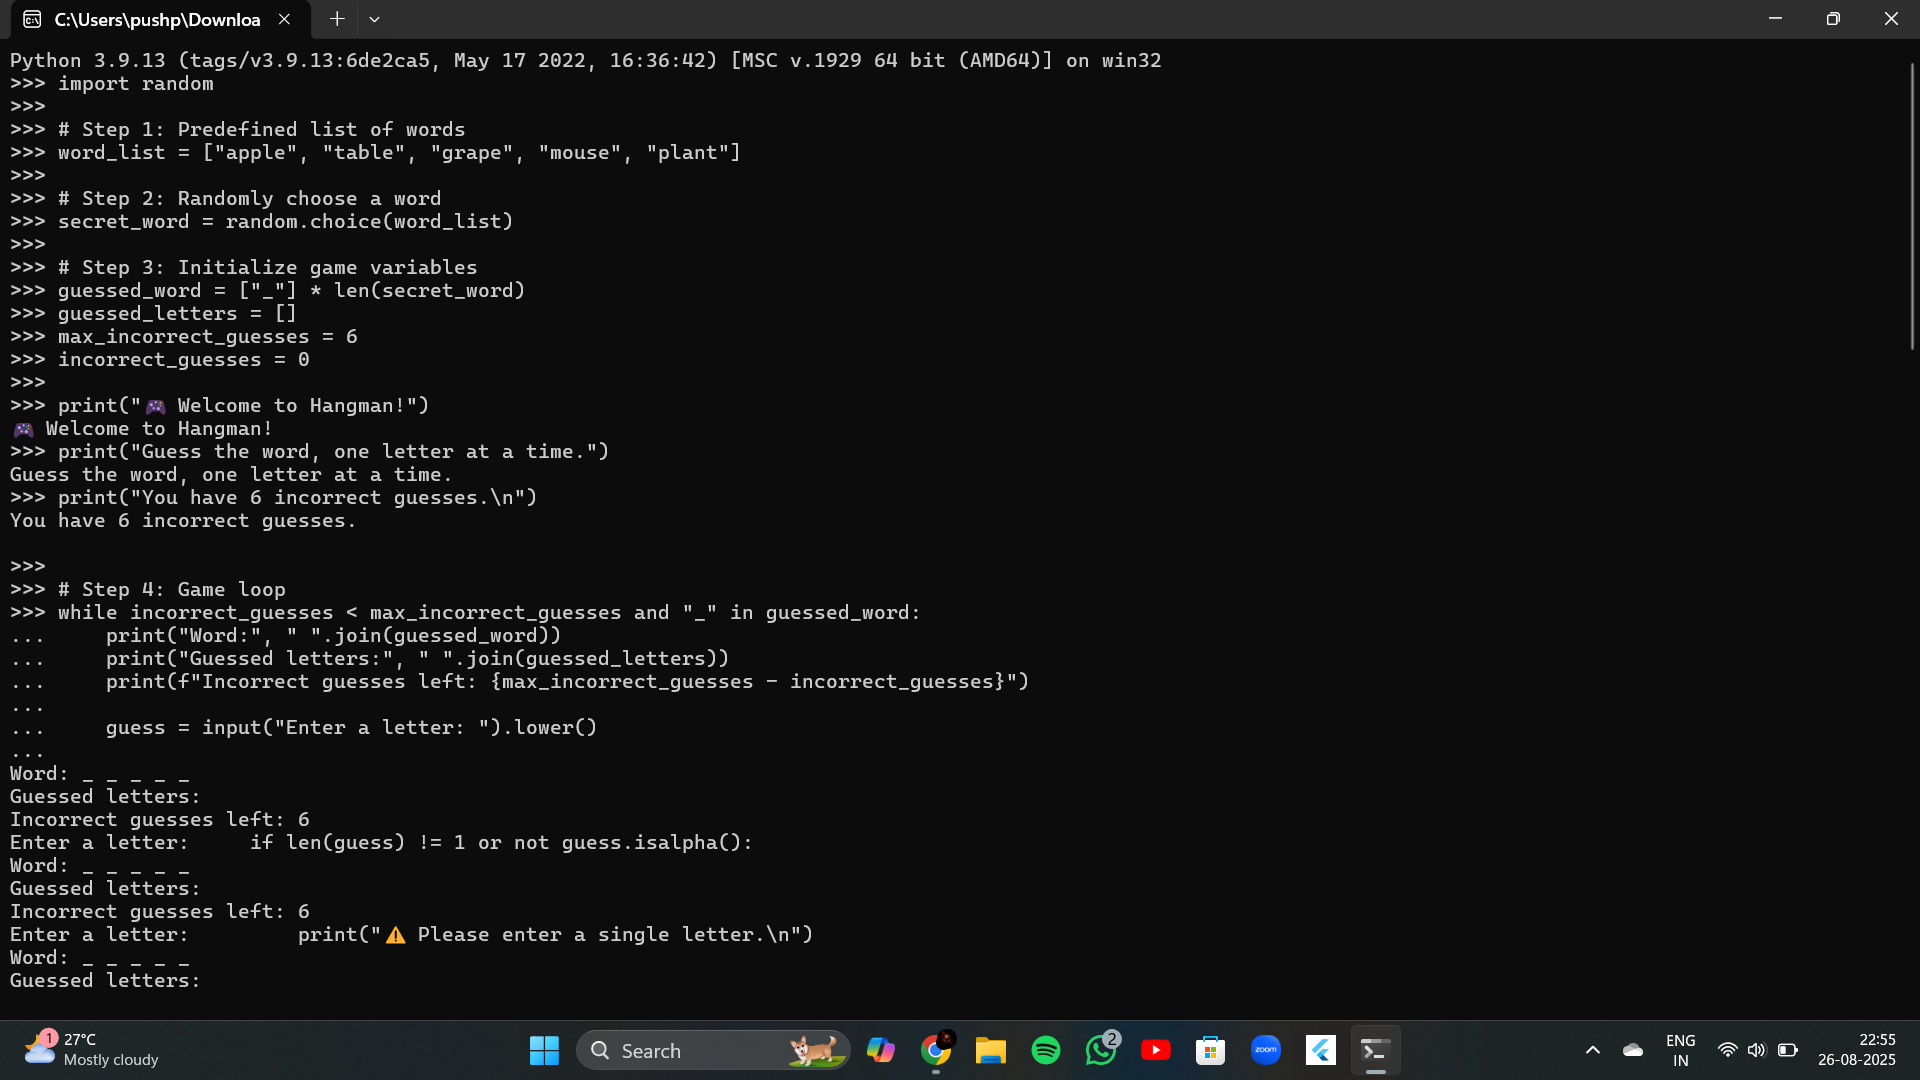 C:\Users\pushp\Downloa
Python 3.9.13 (tags/v3.9.13:6de2ca5, May 17 2022, 16:36:42) [MSC v.1929 64 bit (AMD64)] on win32
>>> import random
>>>
>>> # Step 1: Predefined list of words
>>> word_list = ["apple", "table", "grape", "mouse", "plant"]
>>>
>>> # Step 2: Randomly choose a word
>>> secret_word = random.choice(word_list)
>>>
>>> # Step 3: Initialize game variables
>>> guessed_word = ["_"] * len(secret_word)
>>> guessed_letters = []
>>> max_incorrect_guesses = 6
>>> incorrect_guesses = 0
>>>
>>> print("🎮 Welcome to Hangman!")
🎮 Welcome to Hangman!
>>> print("Guess the word, one letter at a time.")
Guess the word, one letter at a time.
>>> print("You have 6 incorrect guesses.\n")
You have 6 incorrect guesses.

>>>
>>> # Step 4: Game loop
>>> while incorrect_guesses < max_incorrect_guesses and "_" in guessed_word:
...     print("Word:", " ".join(guessed_word))
...     print("Guessed letters:", " ".join(guessed_letters))
...     print(f"Incorrect guesses left: {max_incorrect_guesses - incorrect_guesses}")
...
...     guess = input("Enter a letter: ").lower()
...
Word: _ _ _ _ _
Guessed letters:
Incorrect guesses left: 6
Enter a letter:     if len(guess) != 1 or not guess.isalpha():
Word: _ _ _ _ _
Guessed letters:
Incorrect guesses left: 6
Enter a letter:         print("⚠️ Please enter a single letter.\n")
Word: _ _ _ _ _
Guessed letters:
1
27°C
Mostly cloudy
Search
2
zoom
ENG
IN
22:55
26-08-2025